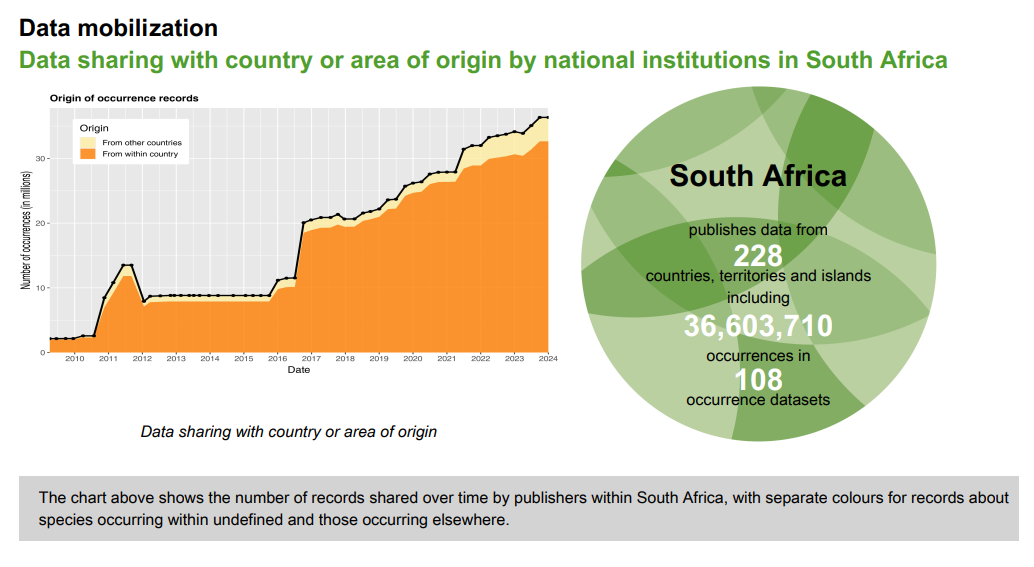 Data mobilization
Data sharing with country or area of origin by national institutions in South Africa
Origin of occurrence records
Origin
From other countries
From within country
Number of occurrences (in millions)
30
20
10
0
2010 2011 2012 2013 2014 2015 2016 2017 2018 2019 2020 2021 2022 2023 2024
Date
Data sharing with country or area of origin
South Africa
publishes data from
228
countries, territories and islands
including
36,603,710
occurrences in
108
occurrence datasets
The chart above shows the number of records shared over time by publishers within South Africa, with separate colours for records about
species occurring within undefined and those occurring elsewhere.